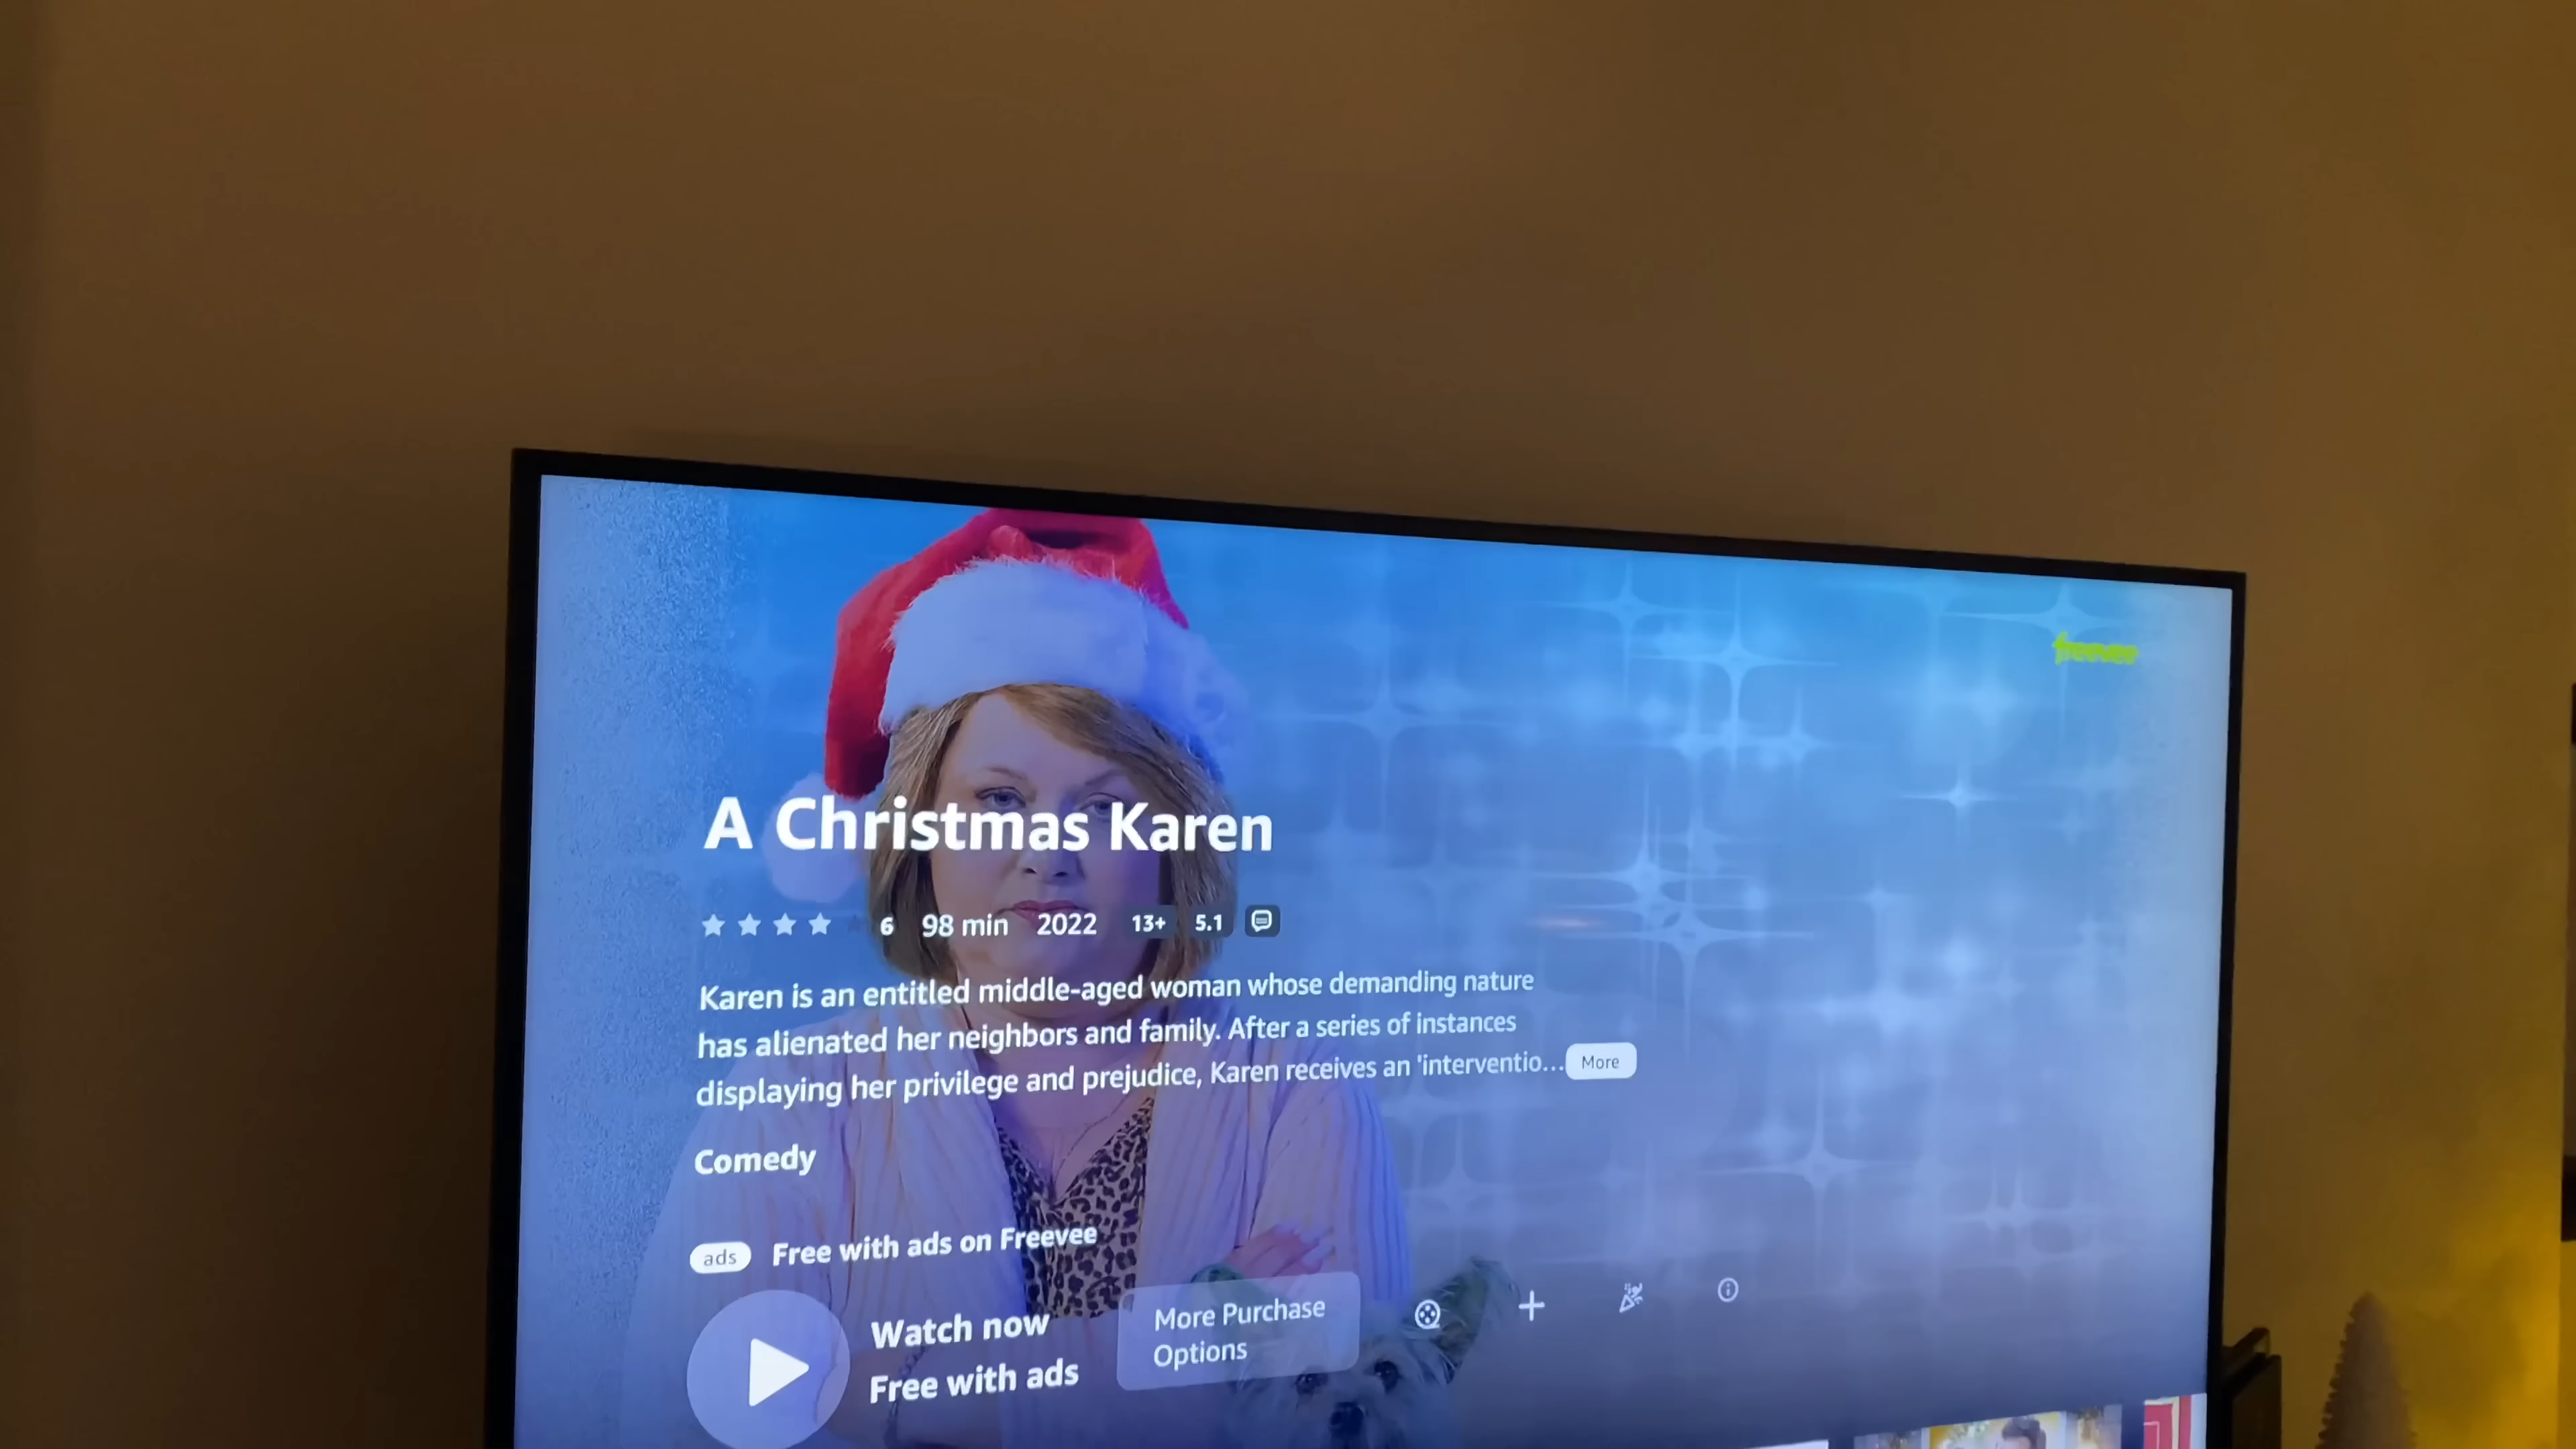 freevee
A Christmas Karen
6 98 min 2022 13+ 5.1
Karen is an entitled middle-aged woman whose demanding nature
has alienated her neighbors and family. After a series of instances
displaying her privilege and prejudice, Karen receives an 'interventio... More
Comedy
ads Free with ads on Freevee
Watch now
Free with ads
More Purchase
Options